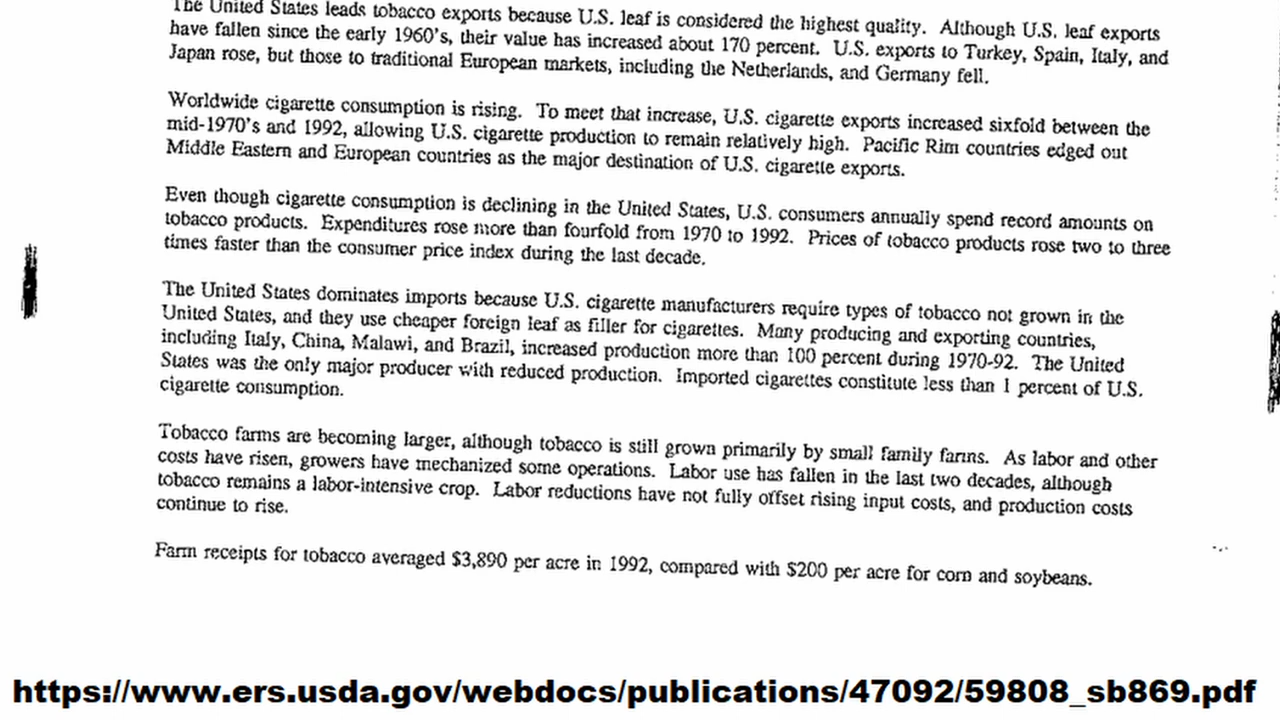 The United States leads tobacco exports because U.S. leaf is considered the highest quality.  Although U.S. leaf exports
have fallen since the early 1960's, their value has increased about 170 percent.  U.S. exports to Turkey, Spain, Italy, and
Japan rose, but those to traditional European markets, including the Netherlands, and Germany fell.
Worldwide cigarette consumption is rising.  To meet that increase, U.S. cigarette exports increased sixfold between the
mid-1970's and 1992, allowing U.S. cigarette production to remain relatively high.  Pacific Rim countries edged out
Middle Eastern and European countries as the major destination of U.S. cigarette exports.
Even though cigarette consumption is declining in the United States, U.S. consumers annually spend record amounts on
tobacco products.  Expenditures rose more than fourfold from 1970 to 1992.  Prices of tobacco products rose two to three
times faster than the consumer price index during the last decade.
The United States dominates imports because U.S. cigarette manufacturers require types of tobacco not grown in the
United States, and they use cheaper foreign leaf as filler for cigarettes.  Many producing and exporting countries,
including Italy, China, Malawi, and Brazil, increased production more than 100 percent during 1970-92.  The United
States was the only major producer with reduced production.  Imported cigarettes constitute less than 1 percent of U.S.
cigarette consumption.
Tobacco farms are becoming larger, although tobacco is still grown primarily by small family farms.  As labor and other
costs have risen, growers have mechanized some operations.  Labor use has fallen in the last two decades, although
tobacco remains a labor-intensive crop.  Labor reductions have not fully offset rising input costs, and production costs
continue to rise.
Farm receipts for tobacco averaged $3,890 per acre in 1992, compared with $200 per acre for corn and soybeans.
https://www.ers.usda.gov/webdocs/publications/47092/59808_sb869.pdf